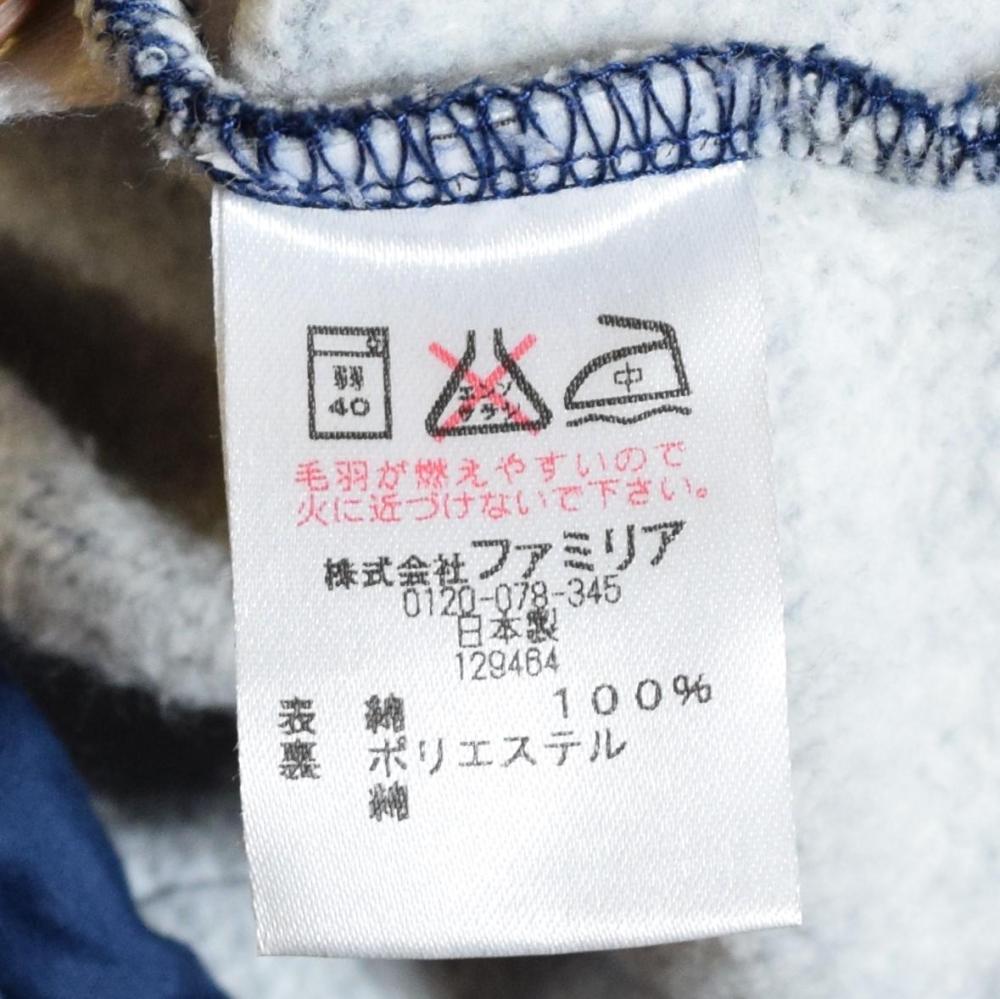 弱
40
エンソ
サラシ
中
毛羽が燃えやすいので
火に近づけないで下さい。
株式会社ファミリア
0120-078-345
日本製
129464
表 綿 100%
裏 ポリエステル
綿